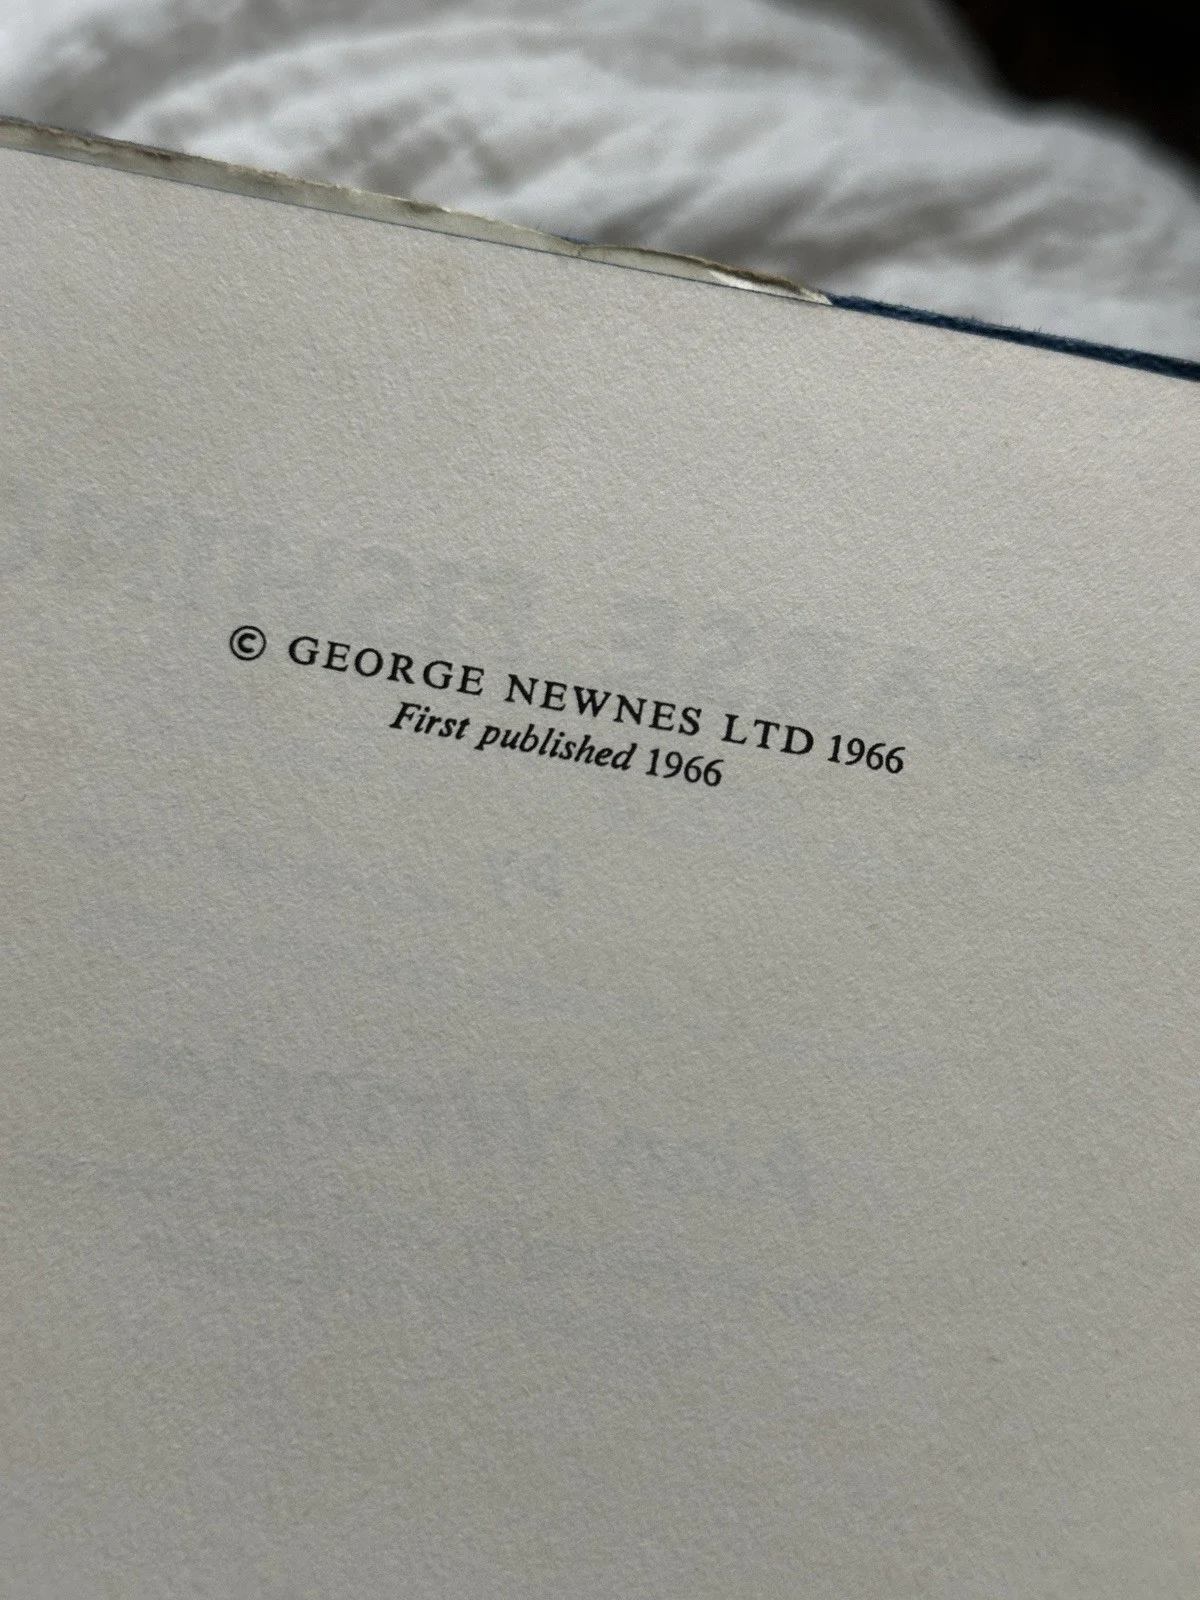 © GEORGE NEWNES LTD 1966
First published 1966